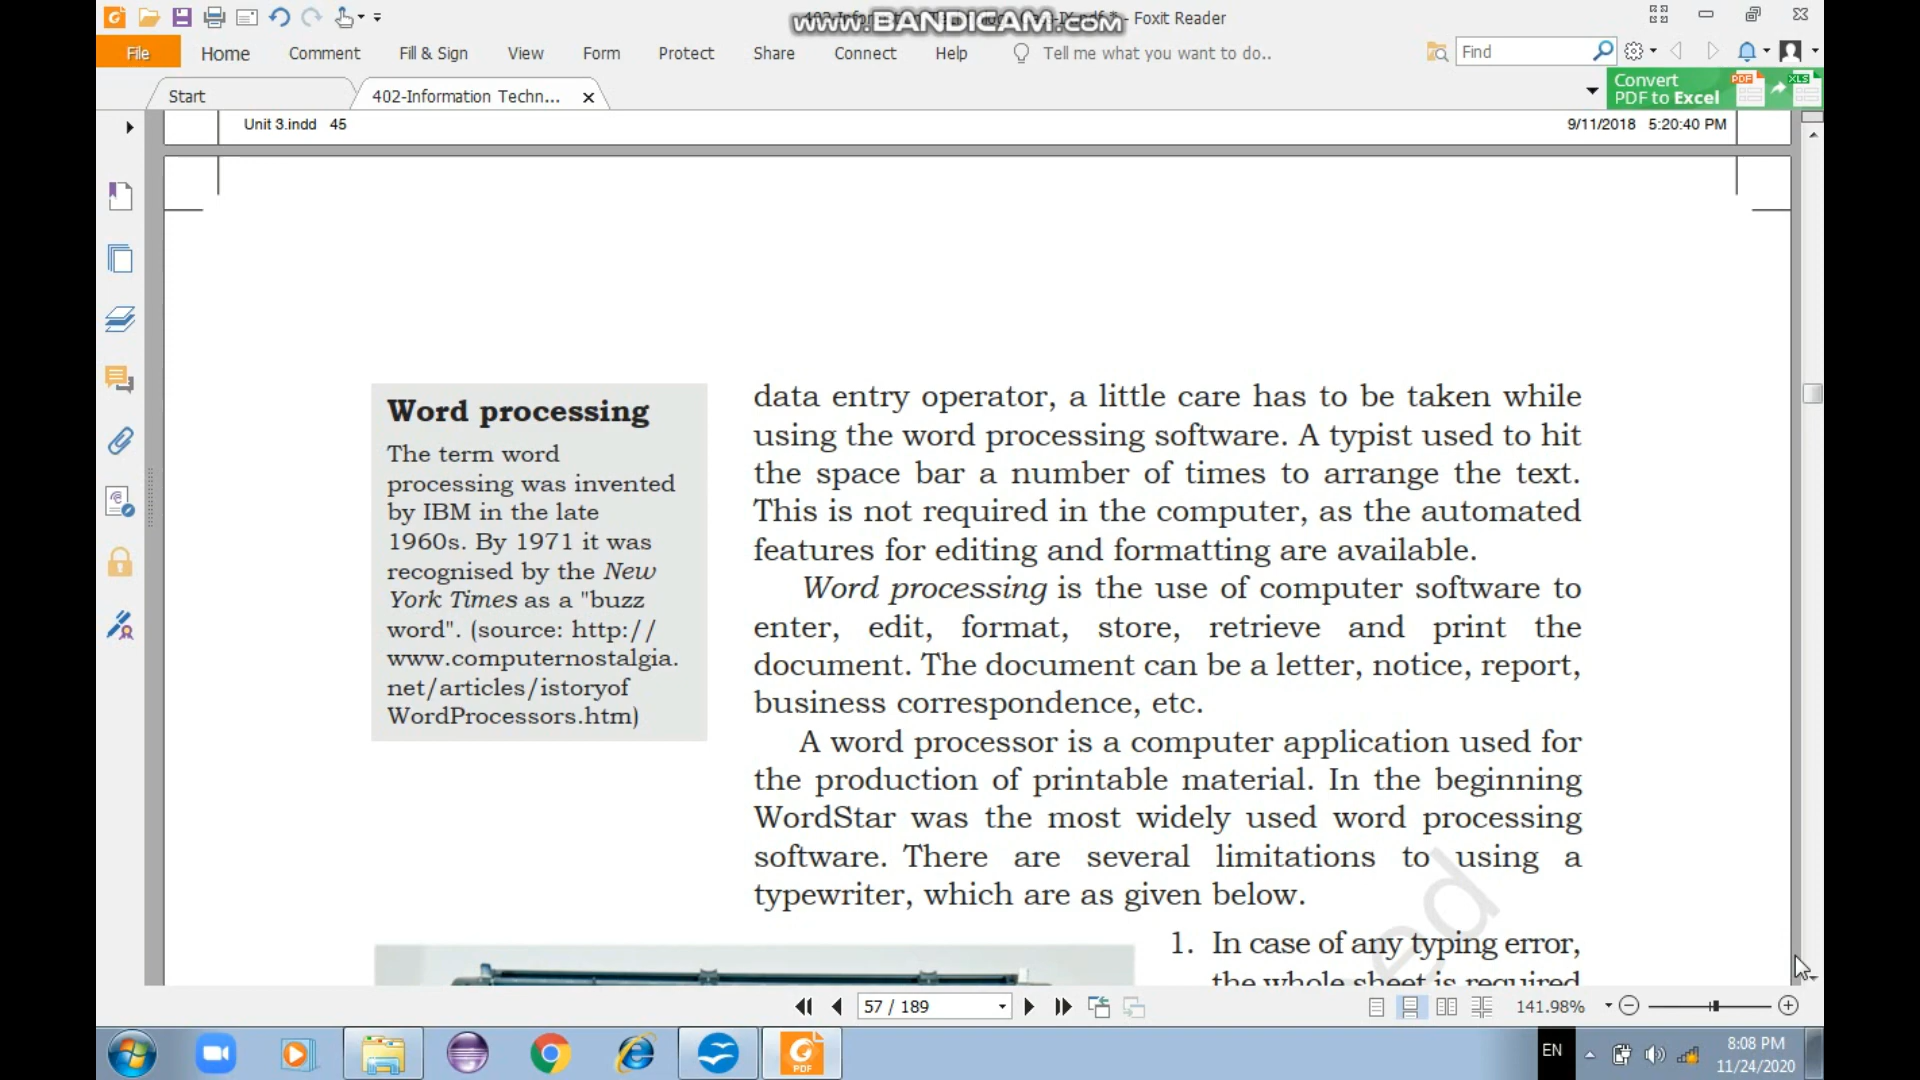 www.BANDICAM.com
- Foxit Reader
File Home Comment Fill & Sign View Form Protect Share Connect Help Tell me what you want to do.. Find
Start 402-Information Techn...
Convert
PDF to Excel
PDF
XLS
Unit 3.indd 45 9/11/2018 5:20:40 PM
Word processing
The term word
processing was invented
by IBM in the late
1960s. By 1971 it was
recognised by the New
York Times as a "buzz
word". (source: http://
www.computernostalgia.
net/articles/istoryof
WordProcessors.htm)
data entry operator, a little care has to be taken while
using the word processing software. A typist used to hit
the space bar a number of times to arrange the text.
This is not required in the computer, as the automated
features for editing and formatting are available.
Word processing is the use of computer software to
enter, edit, format, store, retrieve and print the
document. The document can be a letter, notice, report,
business correspondence, etc.
A word processor is a computer application used for
the production of printable material. In the beginning
WordStar was the most widely used word processing
software. There are several limitations to using a
typewriter, which are as given below.
1. In case of any typing error,
the whole sheet is required
57 / 189
141.98%
PDF
EN
8:08 PM
11/24/2020